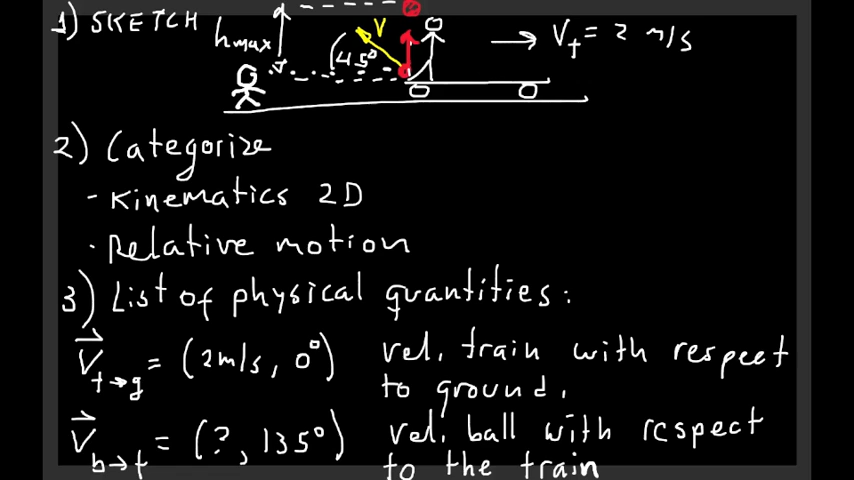 1) SKETCH hmax 45° V Vt = 2 m/s
2) Categorize
- Kinematics 2D
· Relative motion
3) List of physical quantities:
V t→g = (2m/s, 0°) vel. train with respect
to ground.
V b→t = (?, 135°) vel. ball with respect
to the train